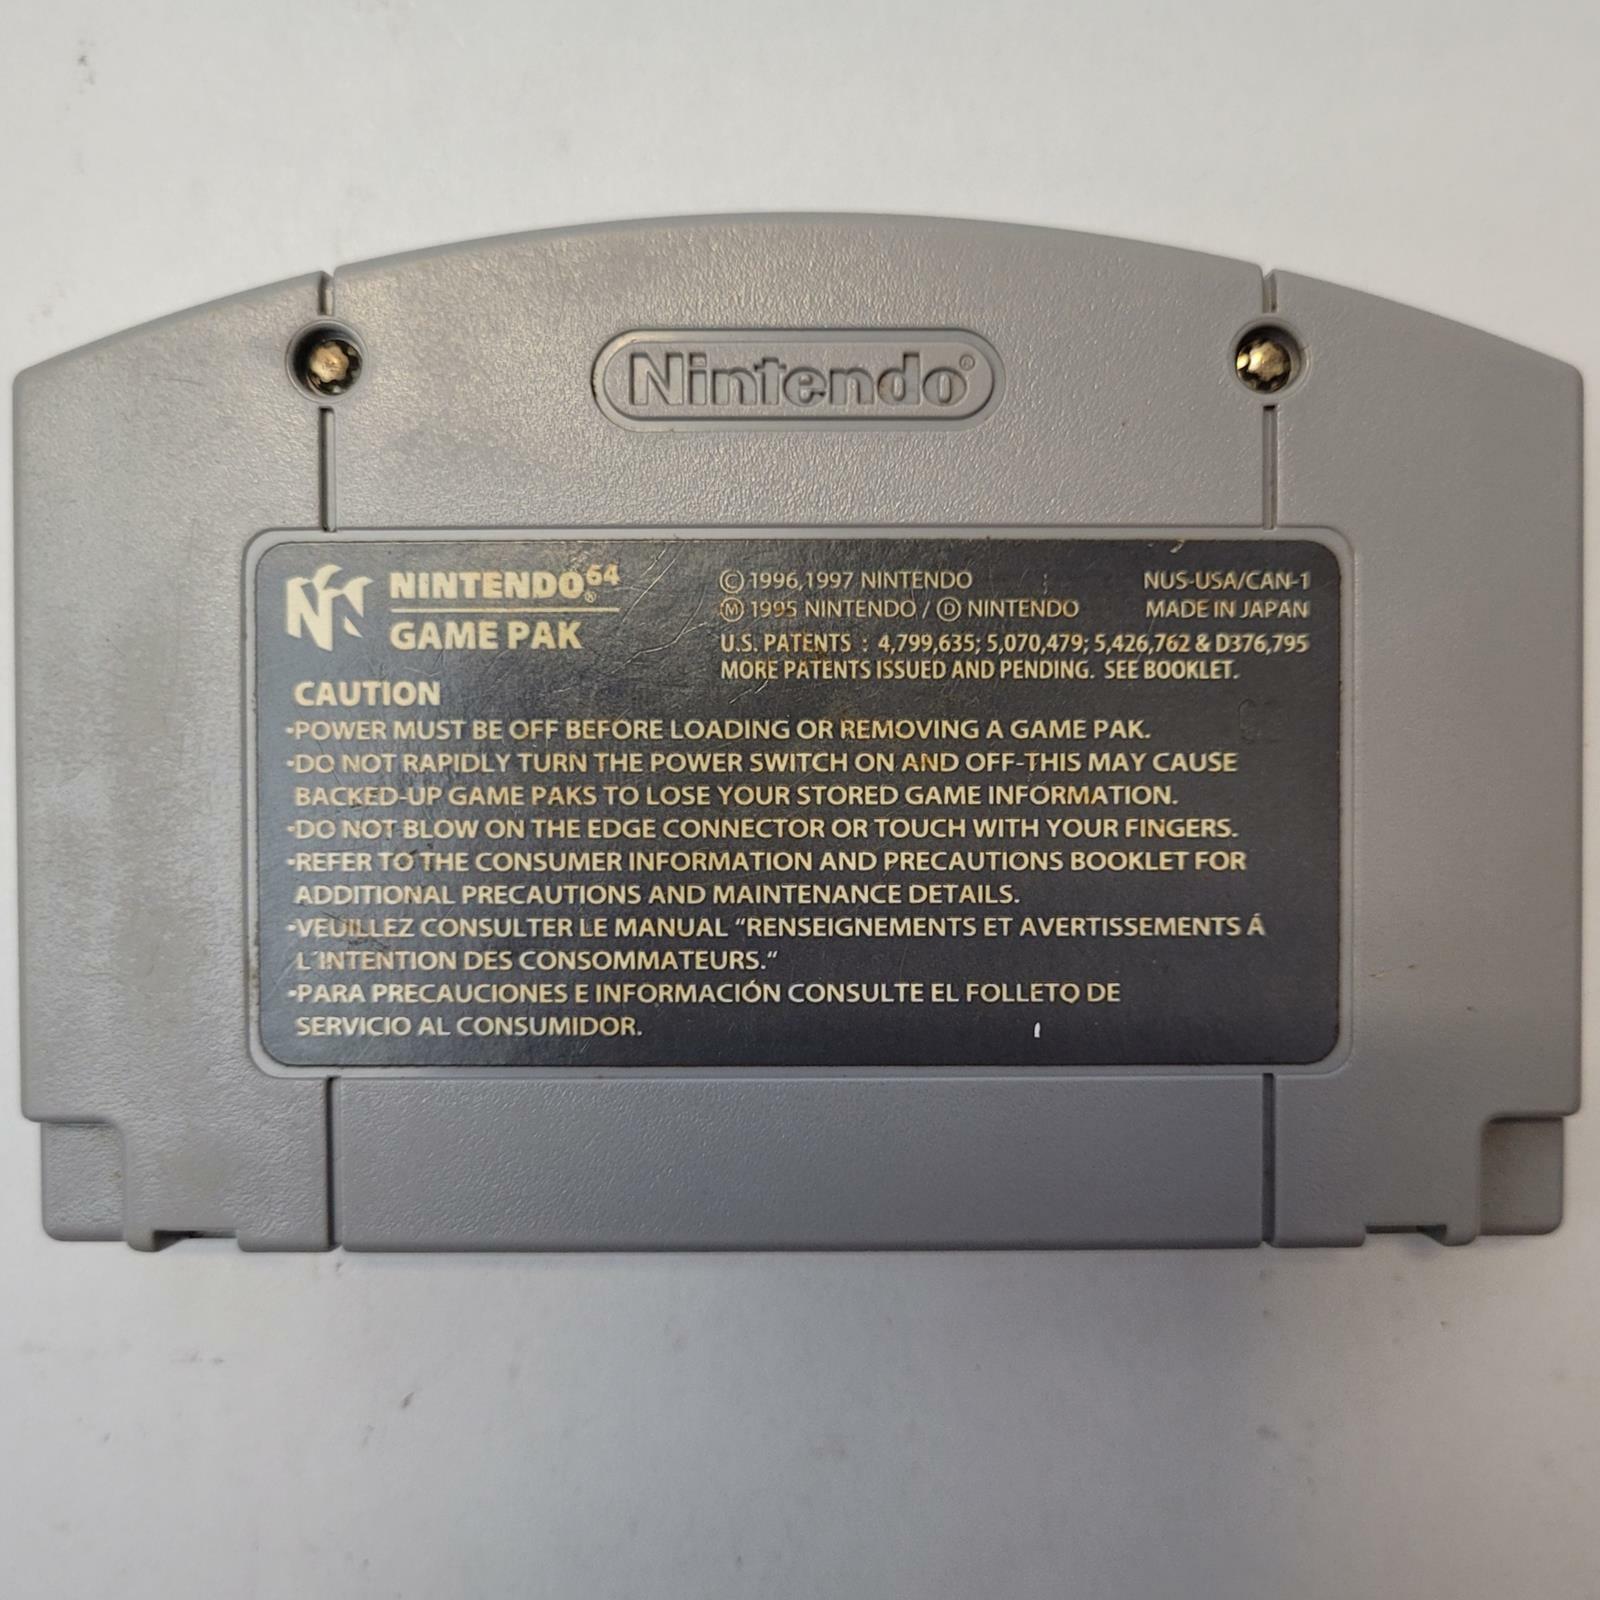 Nintendo®
NINTENDO®64
GAME PAK
© 1996,1997 NINTENDO
Ⓜ 1995 NINTENDO / Ⓓ NINTENDO
NUS-USA/CAN-1
MADE IN JAPAN
U.S. PATENTS : 4,799,635; 5,070,479; 5,426,762 & D376,795
MORE PATENTS ISSUED AND PENDING. SEE BOOKLET.
CAUTION
•POWER MUST BE OFF BEFORE LOADING OR REMOVING A GAME PAK.
•DO NOT RAPIDLY TURN THE POWER SWITCH ON AND OFF-THIS MAY CAUSE
BACKED-UP GAME PAKS TO LOSE YOUR STORED GAME INFORMATION.
•DO NOT BLOW ON THE EDGE CONNECTOR OR TOUCH WITH YOUR FINGERS.
•REFER TO THE CONSUMER INFORMATION AND PRECAUTIONS BOOKLET FOR
ADDITIONAL PRECAUTIONS AND MAINTENANCE DETAILS.
•VEUILLEZ CONSULTER LE MANUAL “RENSEIGNEMENTS ET AVERTISSEMENTS Á
L´INTENTION DES CONSOMMATEURS.“
•PARA PRECAUCIONES E INFORMACIÓN CONSULTE EL FOLLETO DE
SERVICIO AL CONSUMIDOR.